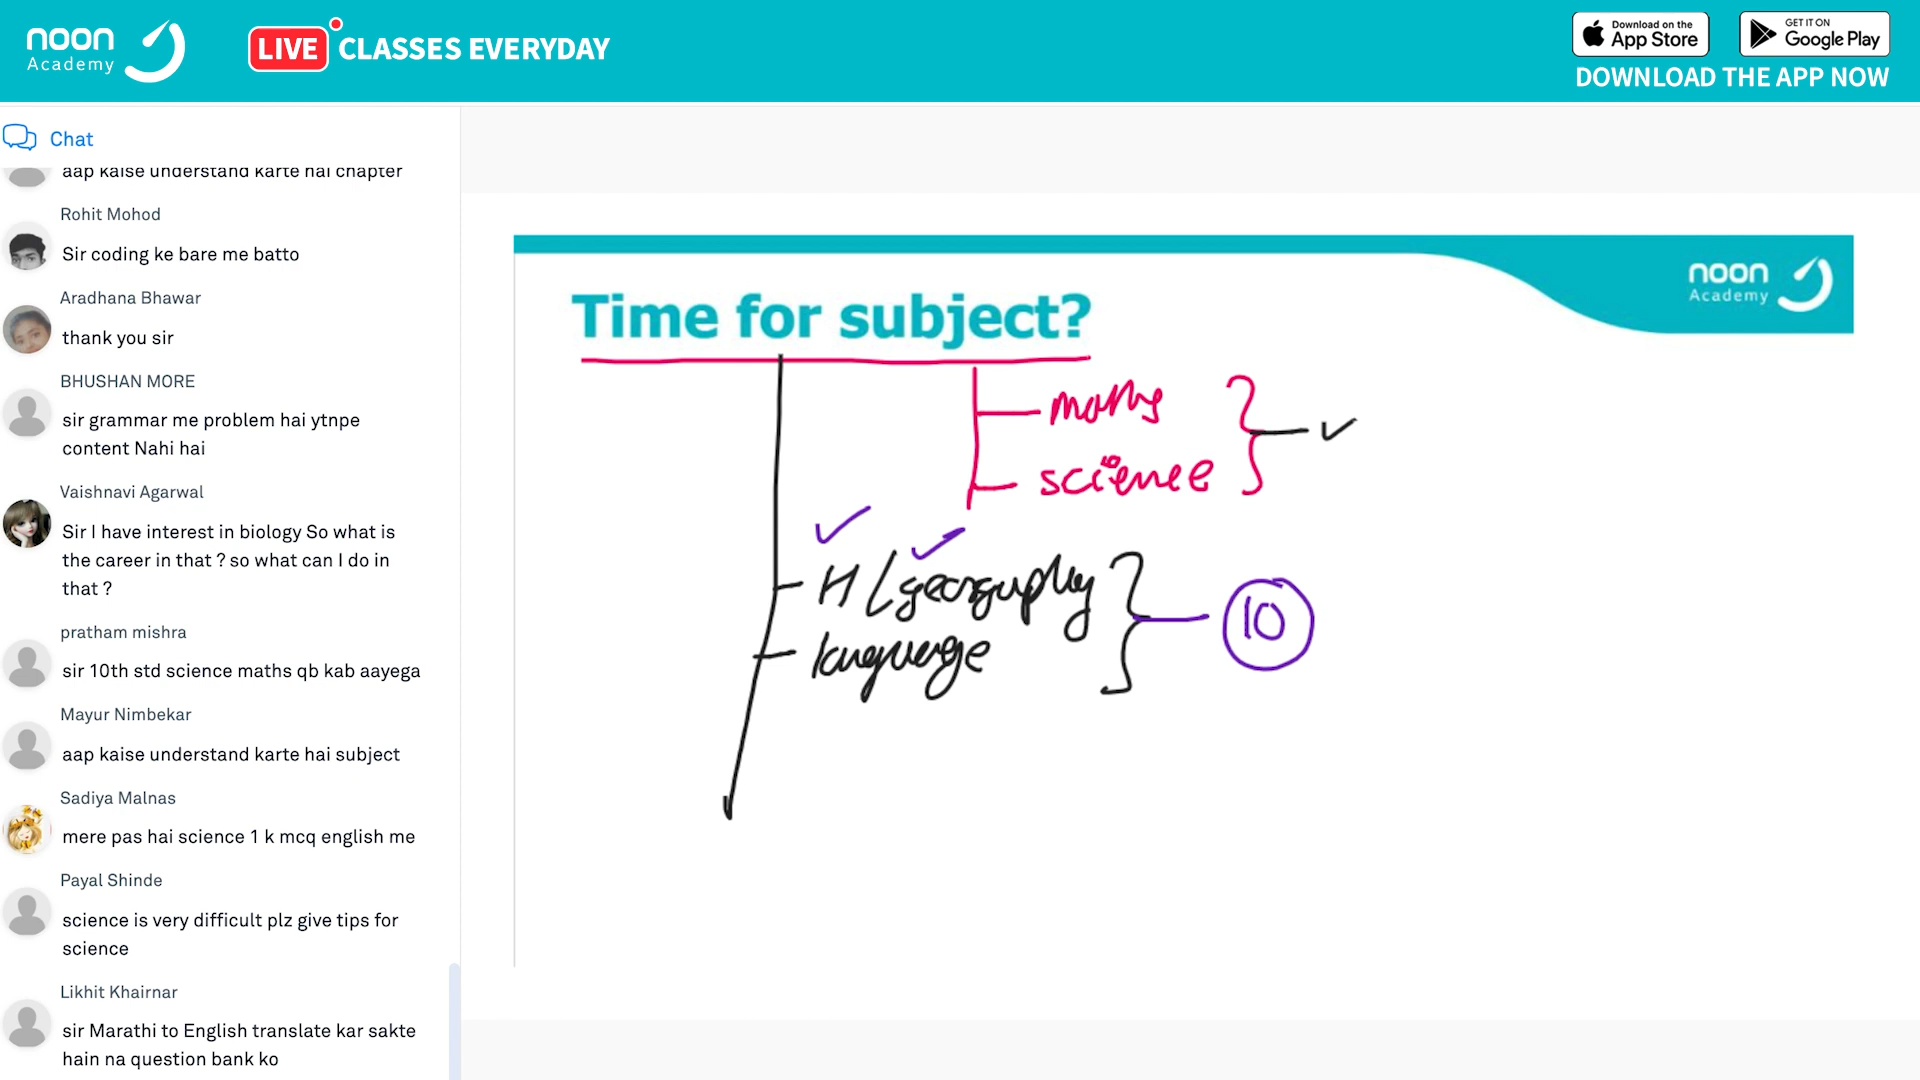 noon
Academy
LIVE CLASSES EVERYDAY
Download on the
App Store
GET IT ON
Google Play
DOWNLOAD THE APP NOW
Chat
aap kaise understand karte hai chapter
Rohit Mohod
Sir coding ke bare me batto
Aradhana Bhawar
thank you sir
BHUSHAN MORE
sir grammar me problem hai ytnpe
content Nahi hai
Vaishnavi Agarwal
Sir I have interest in biology So what is
the career in that ? so what can I do in
that ?
pratham mishra
sir 10th std science maths qb kab aayega
Mayur Nimbekar
aap kaise understand karte hai subject
Sadiya Malnas
mere pas hai science 1 k mcq english me
Payal Shinde
science is very difficult plz give tips for
science
Likhit Khairnar
sir Marathi to English translate kar sakte
hain na question bank ko
noon
Academy
Time for subject?
maths
science
H/geography
language
10